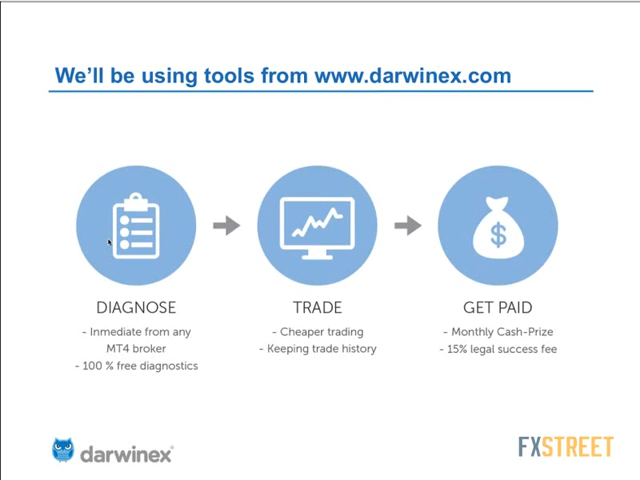 We'll be using tools from www.darwinex.com
$
DIAGNOSE
- Inmediate from any
MT4 broker
- 100 % free diagnostics
TRADE
- Cheaper trading
- Keeping trade history
GET PAID
- Monthly Cash-Prize
- 15% legal success fee
darwinex®
FXSTREET